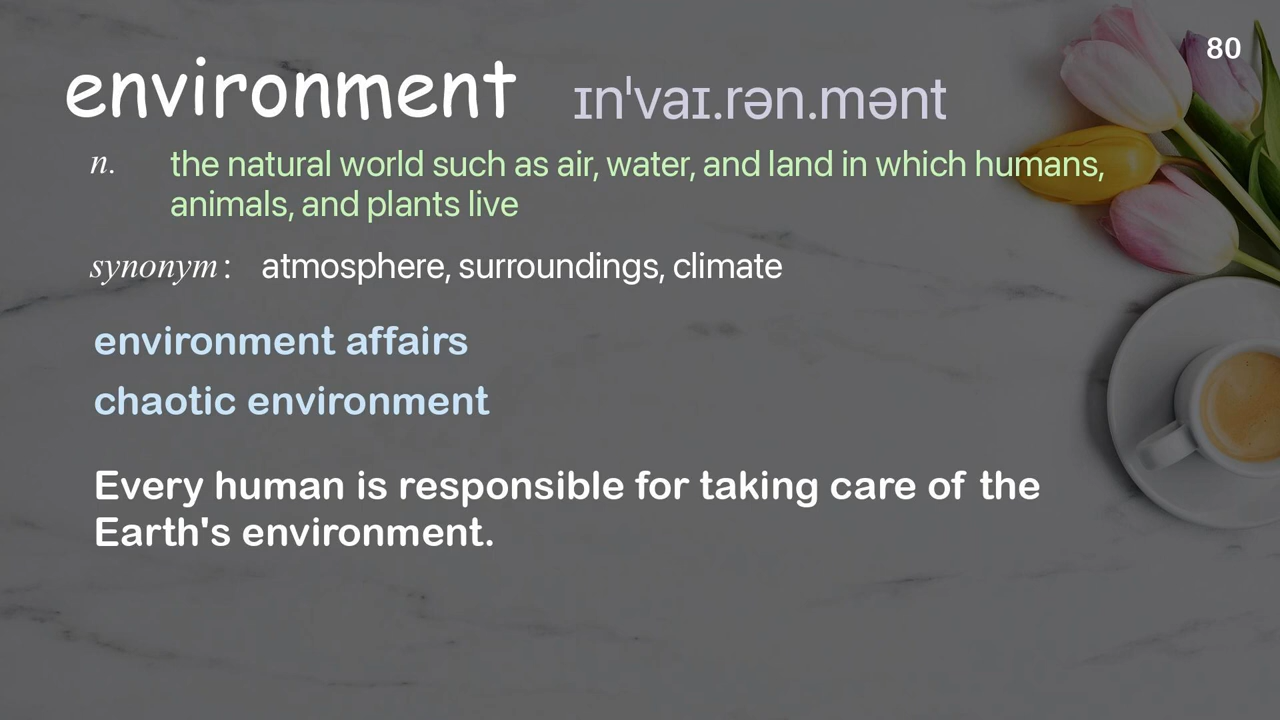 80
environment ɪnˈvaɪ.rən.mənt
n. the natural world such as air, water, and land in which humans,
animals, and plants live
synonym : atmosphere, surroundings, climate
environment affairs
chaotic environment
Every human is responsible for taking care of the
Earth's environment.